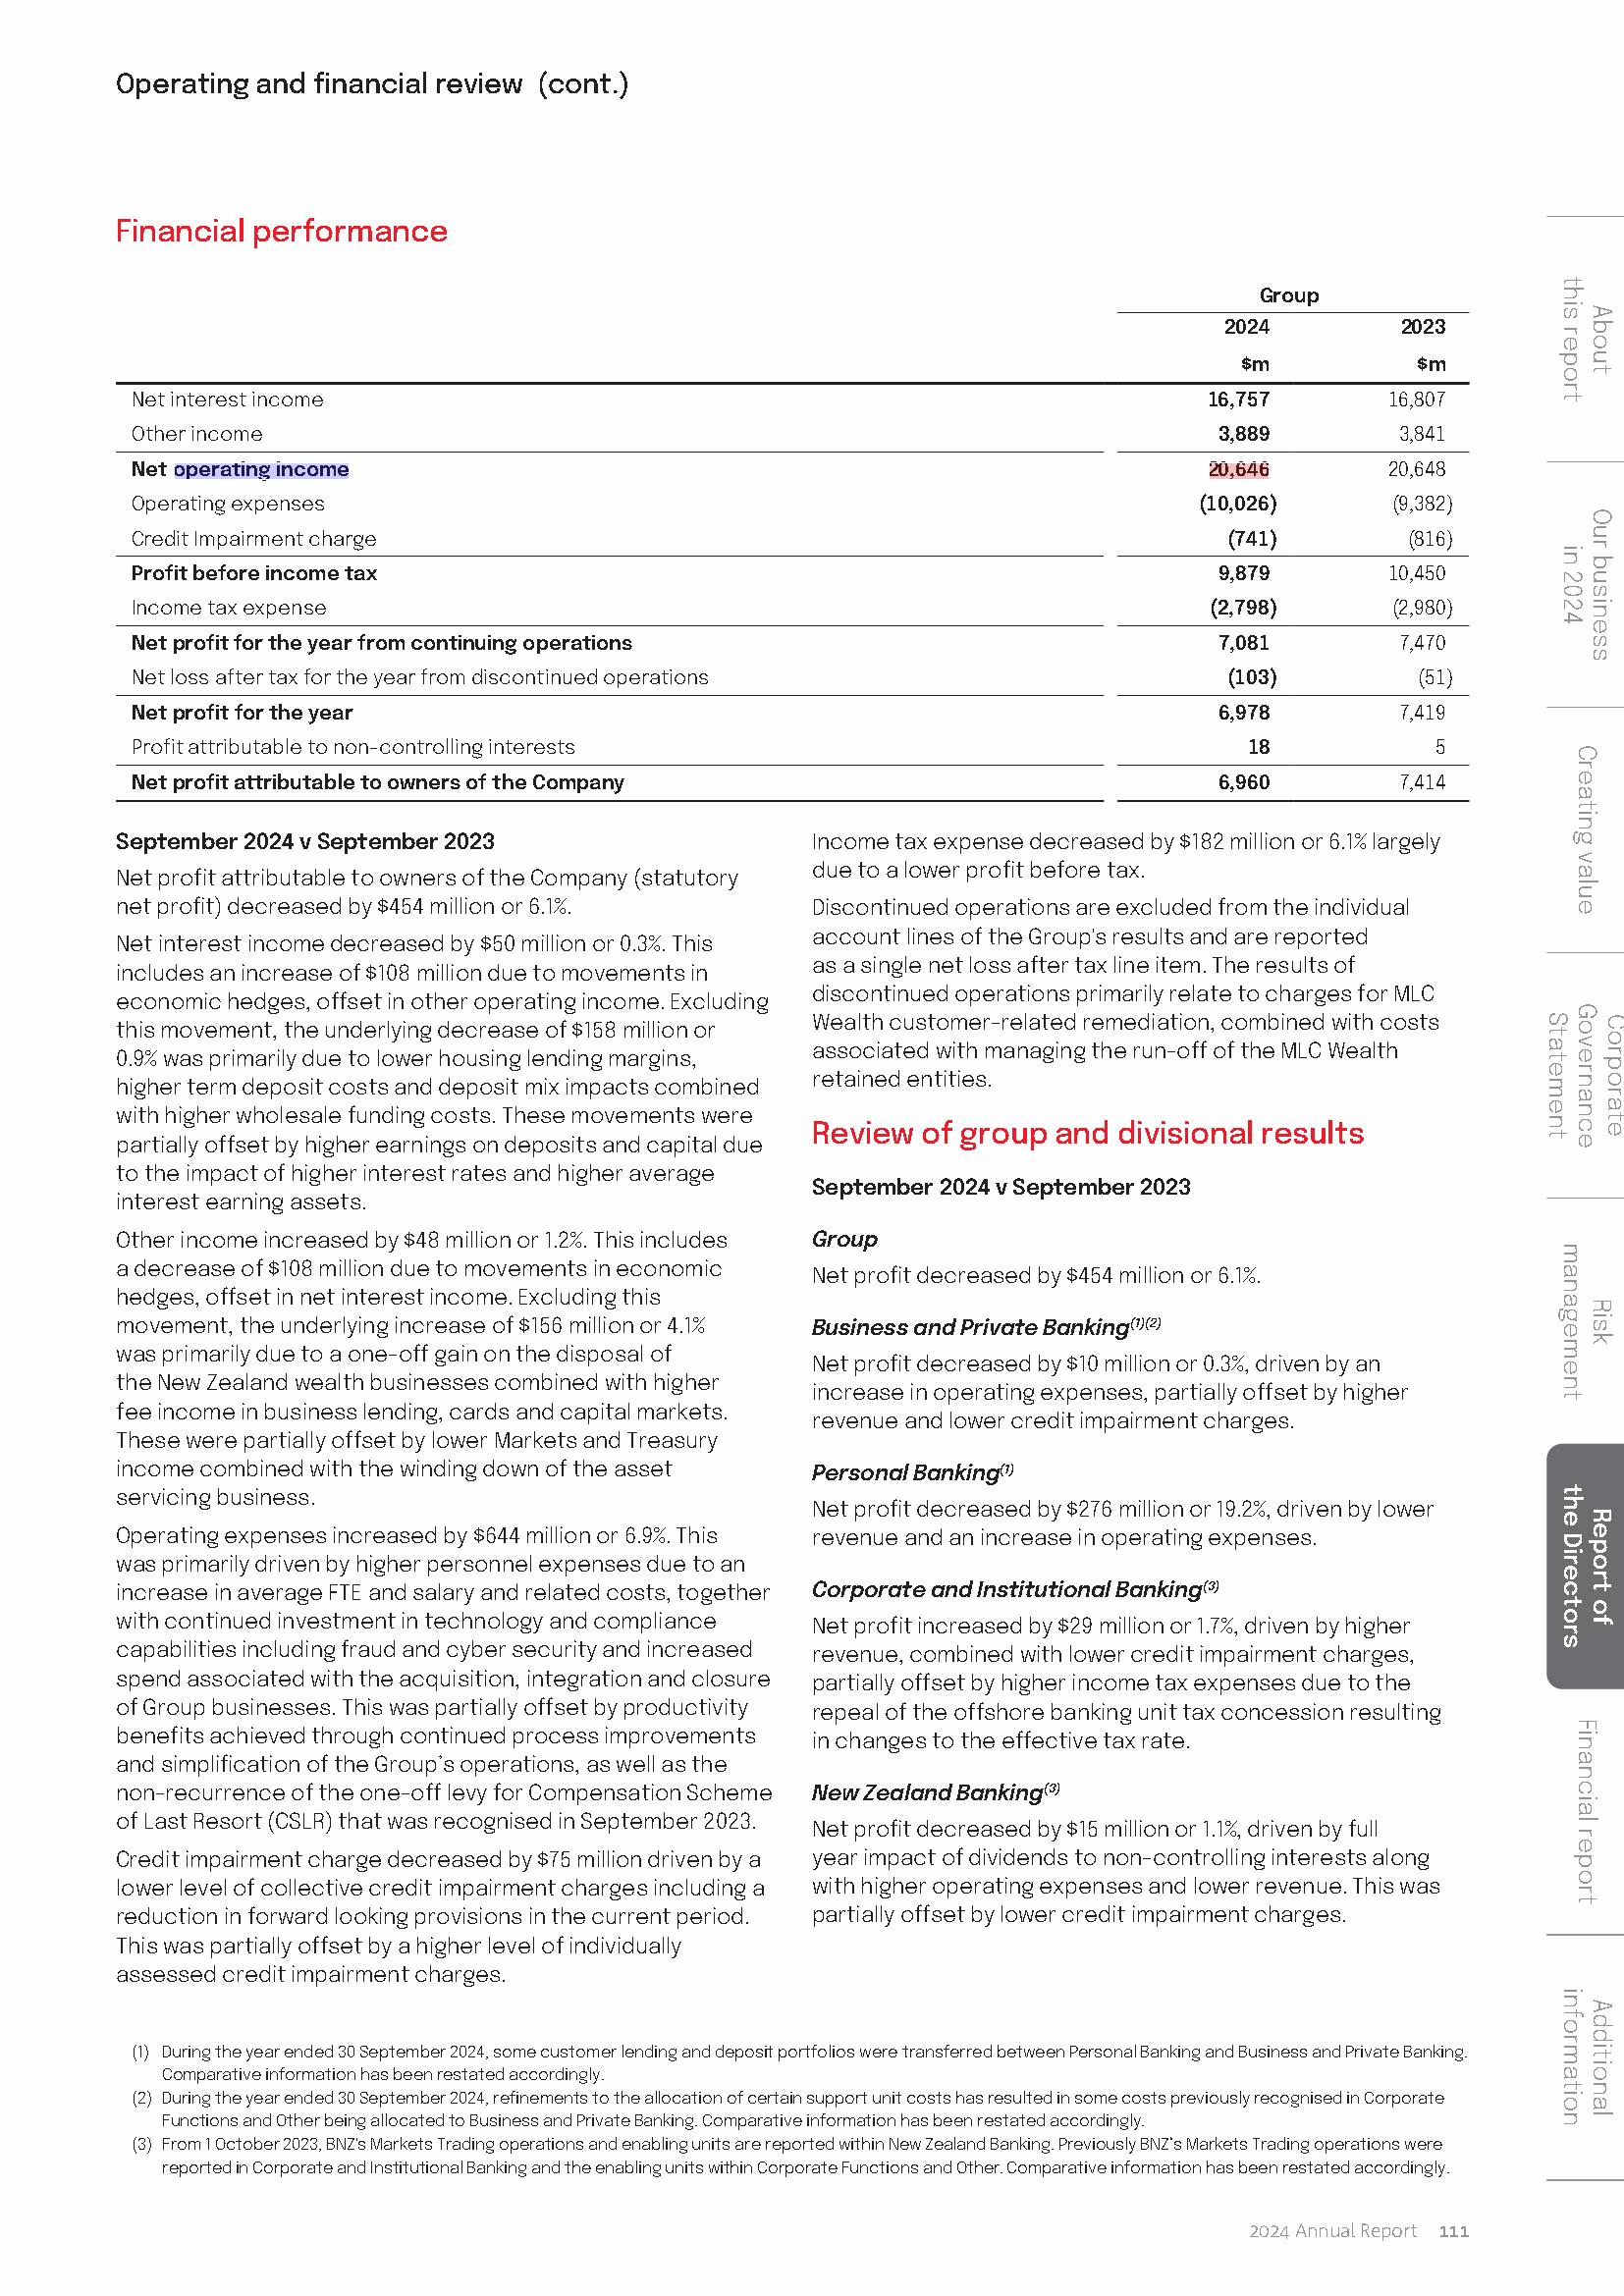 Operating and financial review (cont.)
Financial performance
Group
2024 2023
$m $m
Net interest income 16,757 16,807
Other income 3,889 3,841
Net operating income 20,646 20,648
Operating expenses (10,026) (9,382)
Credit Impairment charge (741) (816)
Profit before income tax 9,879 10,450
Income tax expense (2,798) (2,980)
Net profit for the year from continuing operations 7,081 7,470
Net loss after tax for the year from discontinued operations (103) (51)
Net profit for the year 6,978 7,419
Profit attributable to non-controlling interests 18 5
Net profit attributable to owners of the Company 6,960 7,414
September 2024 v September 2023
Net profit attributable to owners of the Company (statutory
net profit) decreased by $454 million or 6.1%.
Net interest income decreased by $50 million or 0.3%. This
includes an increase of $108 million due to movements in
economic hedges, offset in other operating income. Excluding
this movement, the underlying decrease of $158 million or
0.9% was primarily due to lower housing lending margins,
higher term deposit costs and deposit mix impacts combined
with higher wholesale funding costs. These movements were
partially offset by higher earnings on deposits and capital due
to the impact of higher interest rates and higher average
interest earning assets.
Other income increased by $48 million or 1.2%. This includes
a decrease of $108 million due to movements in economic
hedges, offset in net interest income. Excluding this
movement, the underlying increase of $156 million or 4.1%
was primarily due to a one-off gain on the disposal of
the New Zealand wealth businesses combined with higher
fee income in business lending, cards and capital markets.
These were partially offset by lower Markets and Treasury
income combined with the winding down of the asset
servicing business.
Operating expenses increased by $644 million or 6.9%. This
was primarily driven by higher personnel expenses due to an
increase in average FTE and salary and related costs, together
with continued investment in technology and compliance
capabilities including fraud and cyber security and increased
spend associated with the acquisition, integration and closure
of Group businesses. This was partially offset by productivity
benefits achieved through continued process improvements
and simplification of the Group's operations, as well as the
non-recurrence of the one-off levy for Compensation Scheme
of Last Resort (CSLR) that was recognised in September 2023.
Credit impairment charge decreased by $75 million driven by a
lower level of collective credit impairment charges including a
reduction in forward looking provisions in the current period.
This was partially offset by a higher level of individually
assessed credit impairment charges.
Income tax expense decreased by $182 million or 6.1% largely
due to a lower profit before tax.
Discontinued operations are excluded from the individual
account lines of the Group's results and are reported
as a single net loss after tax line item. The results of
discontinued operations primarily relate to charges for MLC
Wealth customer-related remediation, combined with costs
associated with managing the run-off of the MLC Wealth
retained entities.
Review of group and divisional results
September 2024 v September 2023
Group
Net profit decreased by $454 million or 6.1%.
Business and Private Banking(1)(2)
Net profit decreased by $10 million or 0.3%, driven by an
increase in operating expenses, partially offset by higher
revenue and lower credit impairment charges.
Personal Banking(1)
Net profit decreased by $276 million or 19.2%, driven by lower
revenue and an increase in operating expenses.
Corporate and Institutional Banking(3)
Net profit increased by $29 million or 1.7%, driven by higher
revenue, combined with lower credit impairment charges,
partially offset by higher income tax expenses due to the
repeal of the offshore banking unit tax concession resulting
in changes to the effective tax rate.
New Zealand Banking(3)
Net profit decreased by $15 million or 1.1%, driven by full
year impact of dividends to non-controlling interests along
with higher operating expenses and lower revenue. This was
partially offset by lower credit impairment charges.
(1) During the year ended 30 September 2024, some customer lending and deposit portfolios were transferred between Personal Banking and Business and Private Banking.
Comparative information has been restated accordingly.
(2) During the year ended 30 September 2024, refinements to the allocation of certain support unit costs has resulted in some costs previously recognised in Corporate
Functions and Other being allocated to Business and Private Banking. Comparative information has been restated accordingly.
(3) From 1 October 2023, BNZ's Markets Trading operations and enabling units are reported within New Zealand Banking. Previously BNZ's Markets Trading operations were
reported in Corporate and Institutional Banking and the enabling units within Corporate Functions and Other. Comparative information has been restated accordingly.
2024 Annual Report 111
About
this report
Our business
in 2024
Creating value
Corporate
Governance
Statement
Risk
management
Report of
the Directors
Financial report
Additional
information